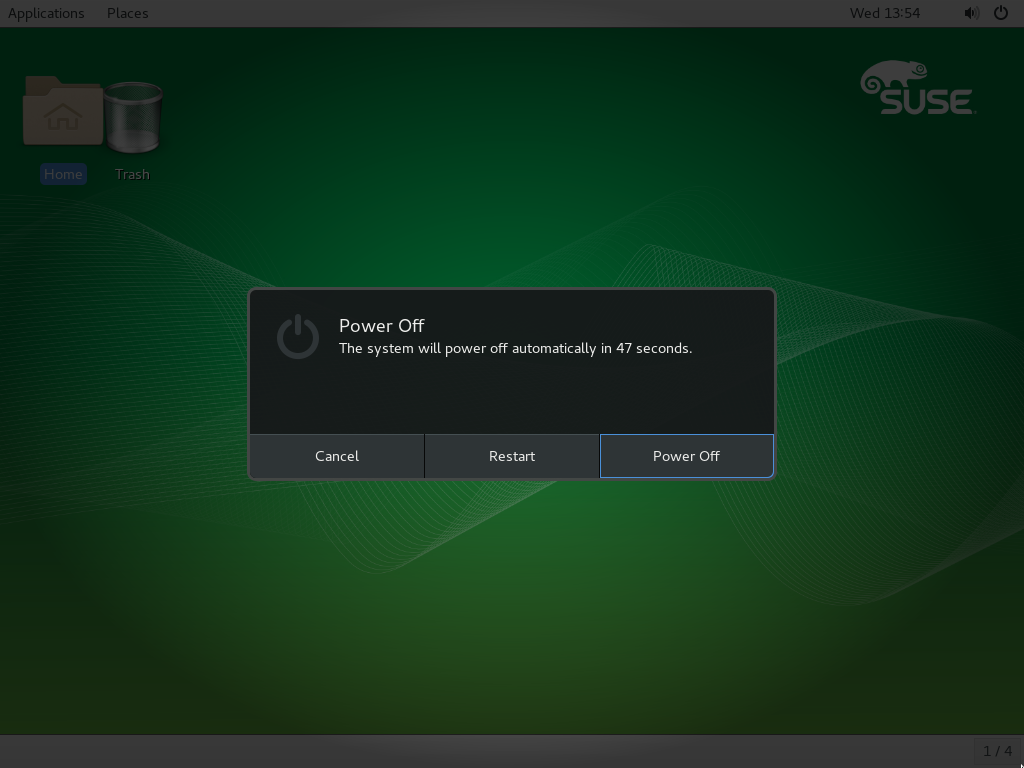 Applications Places Wed 13:54
SUSE
Home Trash
Power Off
The system will power off automatically in 47 seconds.
Cancel Restart Power Off
1 / 4